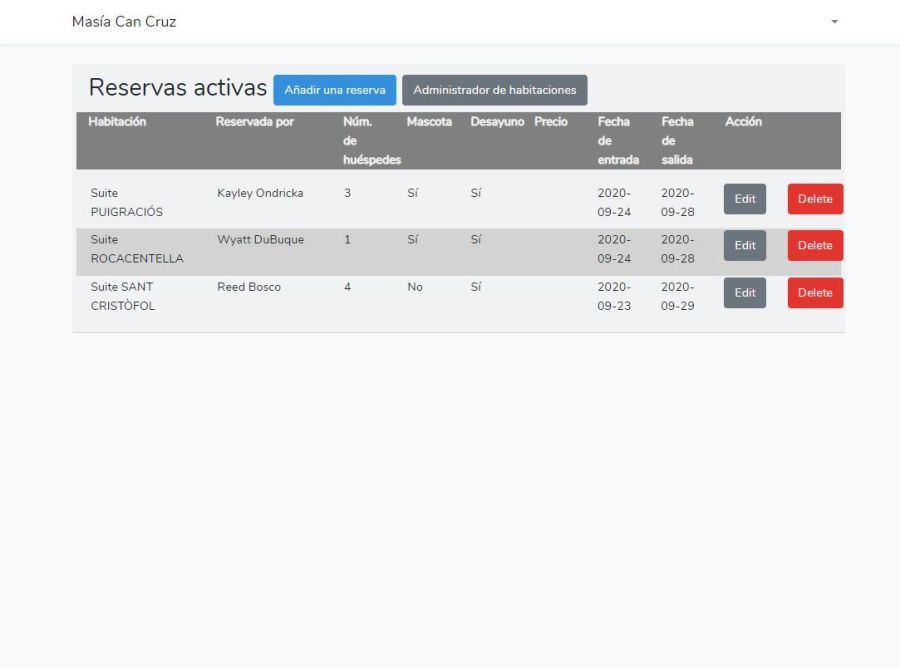 Masía Can Cruz
Reservas activas Añadir una reserva Administrador de habitaciones
Habitación Reservada por Núm. Mascota Desayuno Precio Fecha Fecha Acción
de de de
huéspedes entrada salida
Suite Kayley Ondricka 3 Sí Sí 2020- 2020- Edit Delete
PUIGRACIÓS 09-24 09-28
Suite Wyatt DuBuque 1 Sí Sí 2020- 2020- Edit Delete
ROCACENTELLA 09-24 09-28
Suite SANT Reed Bosco 4 No Sí 2020- 2020- Edit Delete
CRISTÒFOL 09-23 09-29